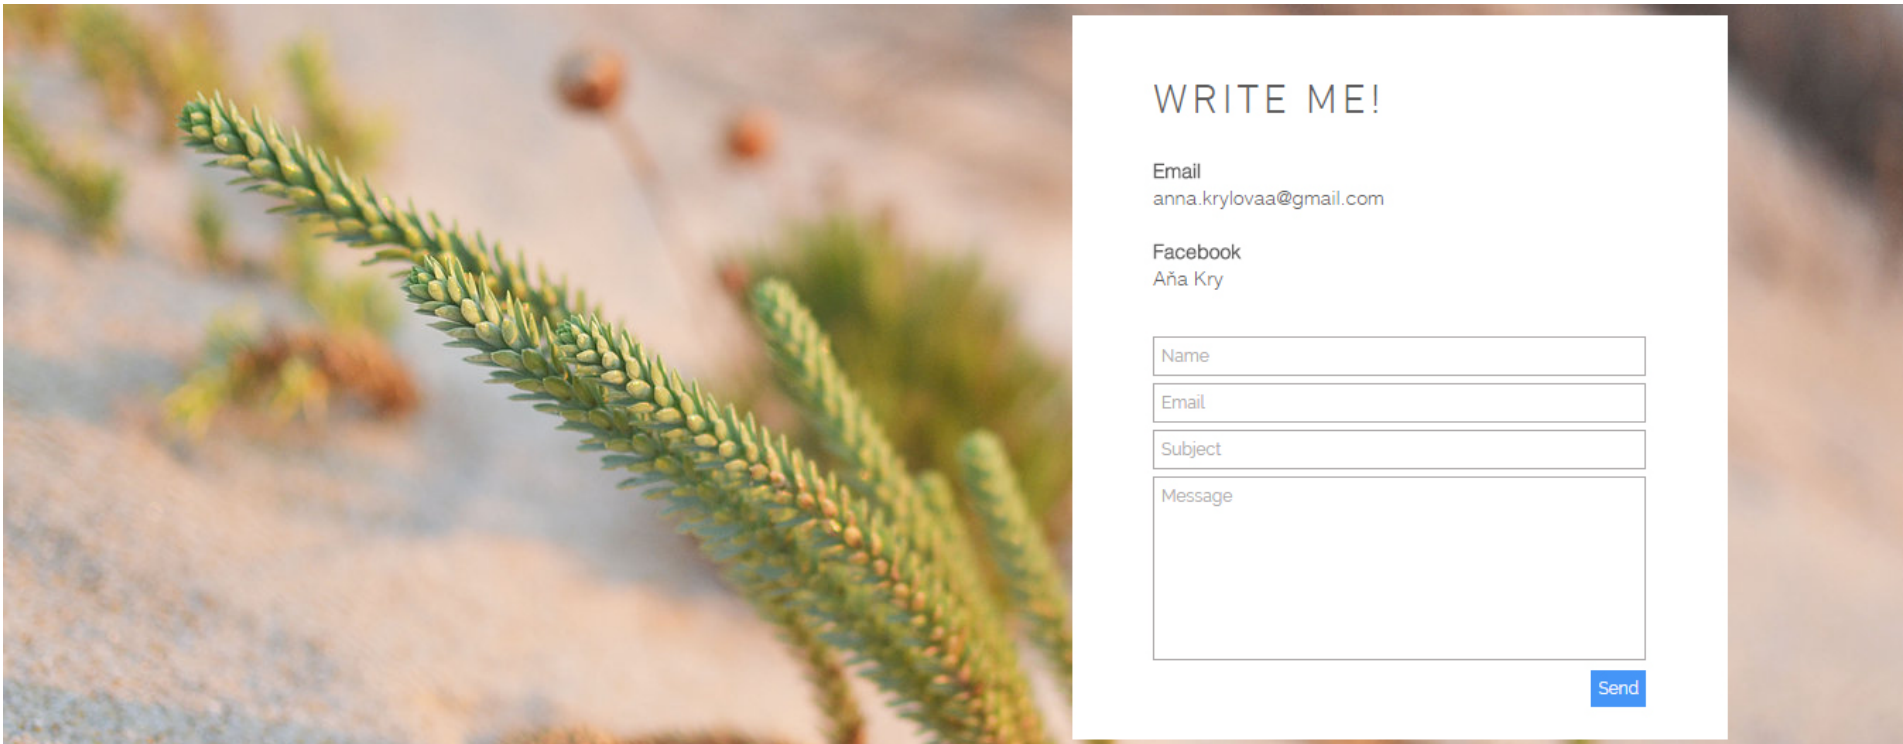 WRITE ME!
Email
anna.krylovaa@gmail.com
Facebook
Aňa Kry
Name
Email
Subject
Message
Send